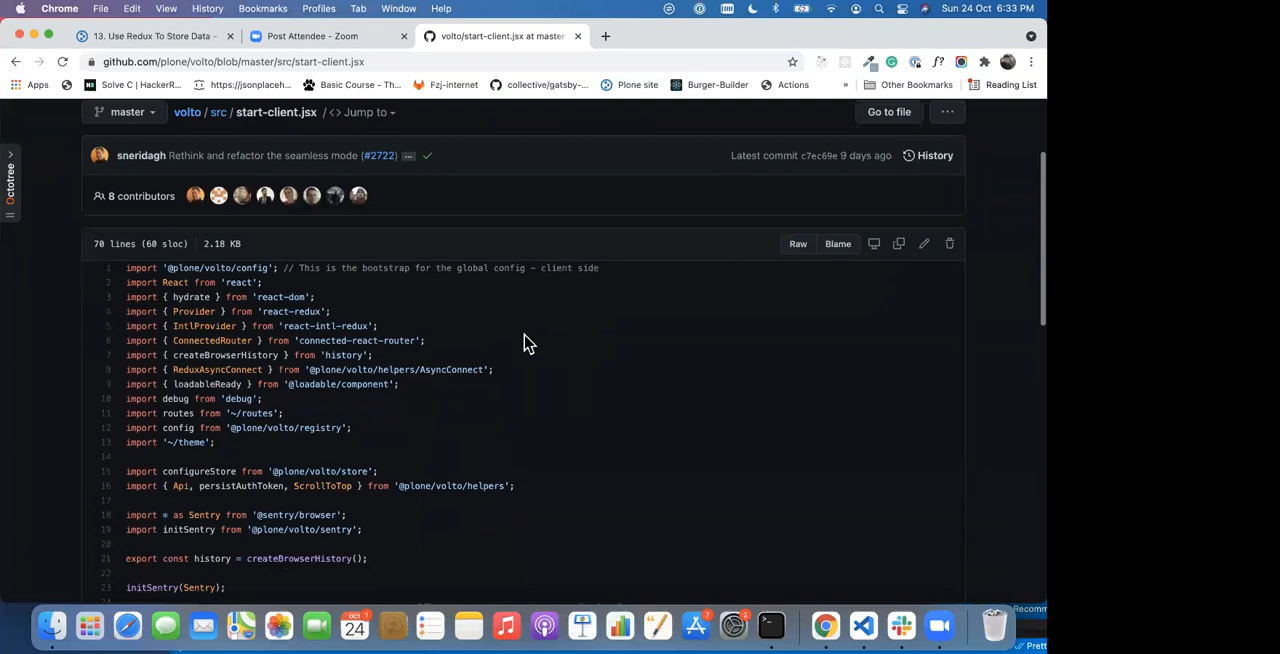 Chrome File Edit View History Bookmarks Profiles Tab Window Help Sun 24 Oct 6:33 PM
13. Use Redux To Store Data – Post Attendee - Zoom volto/start-client.jsx at master
github.com/plone/volto/blob/master/src/start-client.jsx
Apps Solve C | HackerR... https://jsonplaceh... Basic Course - Th... Fzj-internet collective/gatsby-... Plone site Burger-Builder Actions » Other Bookmarks Reading List
master volto / src / start-client.jsx / <> Jump to Go to file ...
Octotree
sneridagh Rethink and refactor the seamless mode (#2722) ... Latest commit c7ec69e 9 days ago History
8 contributors
70 lines (60 sloc) 2.18 KB Raw Blame
1 import '@plone/volto/config'; // This is the bootstrap for the global config - client side
2 import React from 'react';
3 import { hydrate } from 'react-dom';
4 import { Provider } from 'react-redux';
5 import { IntlProvider } from 'react-intl-redux';
6 import { ConnectedRouter } from 'connected-react-router';
7 import { createBrowserHistory } from 'history';
8 import { ReduxAsyncConnect } from '@plone/volto/helpers/AsyncConnect';
9 import { loadableReady } from '@loadable/component';
10 import debug from 'debug';
11 import routes from '~/routes';
12 import config from '@plone/volto/registry';
13 import '~/theme';
14
15 import configureStore from '@plone/volto/store';
16 import { Api, persistAuthToken, ScrollToTop } from '@plone/volto/helpers';
17
18 import * as Sentry from '@sentry/browser';
19 import initSentry from '@plone/volto/sentry';
20
21 export const history = createBrowserHistory();
22
23 initSentry(Sentry);
24
OCT 1 24 7 2
Recomm
Prett